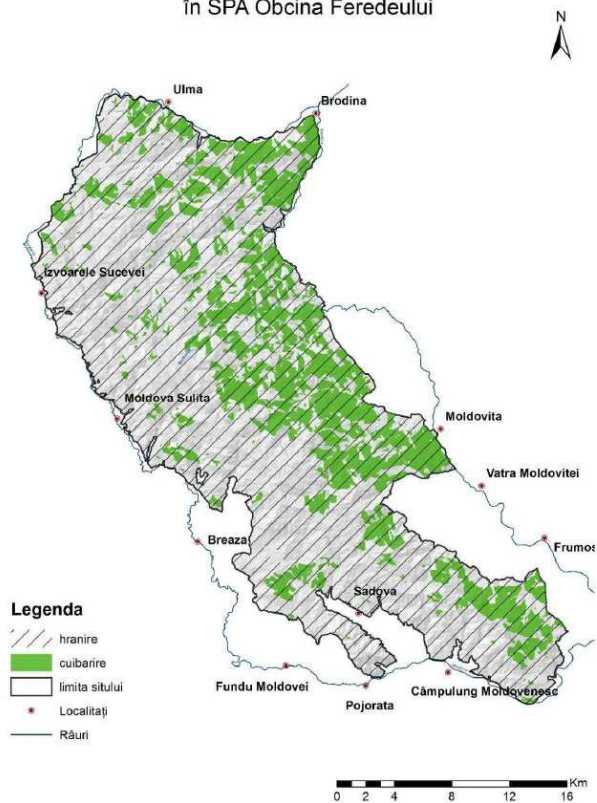 în SPA Obcina Feredeului
N
Ulma
Brodina
Izvoarele Sucevei
Moldova Sulita
Moldovita
Vatra Moldovitei
Breaza
Frumos
Sadova
Legenda
hranire
cuibarire
limita sitului
Localitați
Râuri
Fundu Moldovei
Câmpulung Moldovenesc
Pojorata
Km
0 2 4 8 12 16